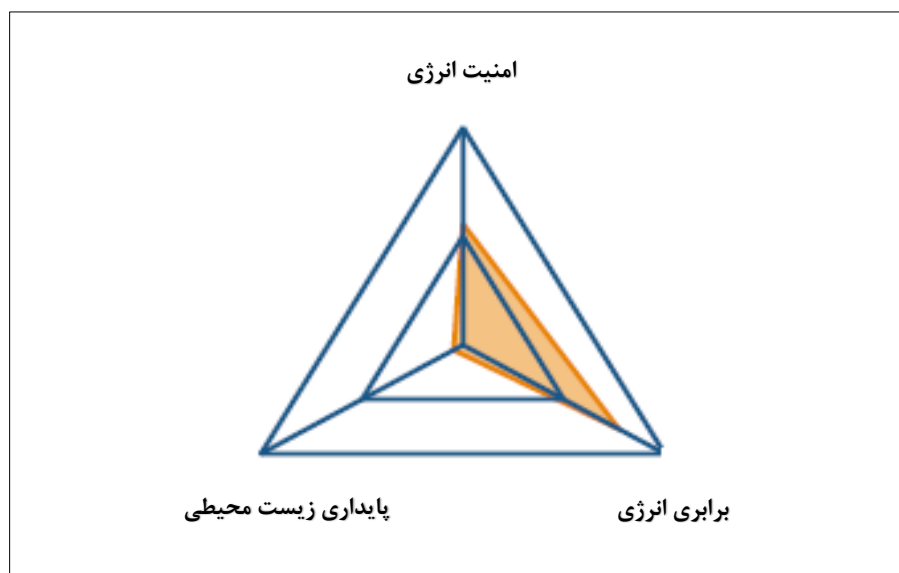 امنیت انرژی
برابری انرژی
پایداری زیست محیطی